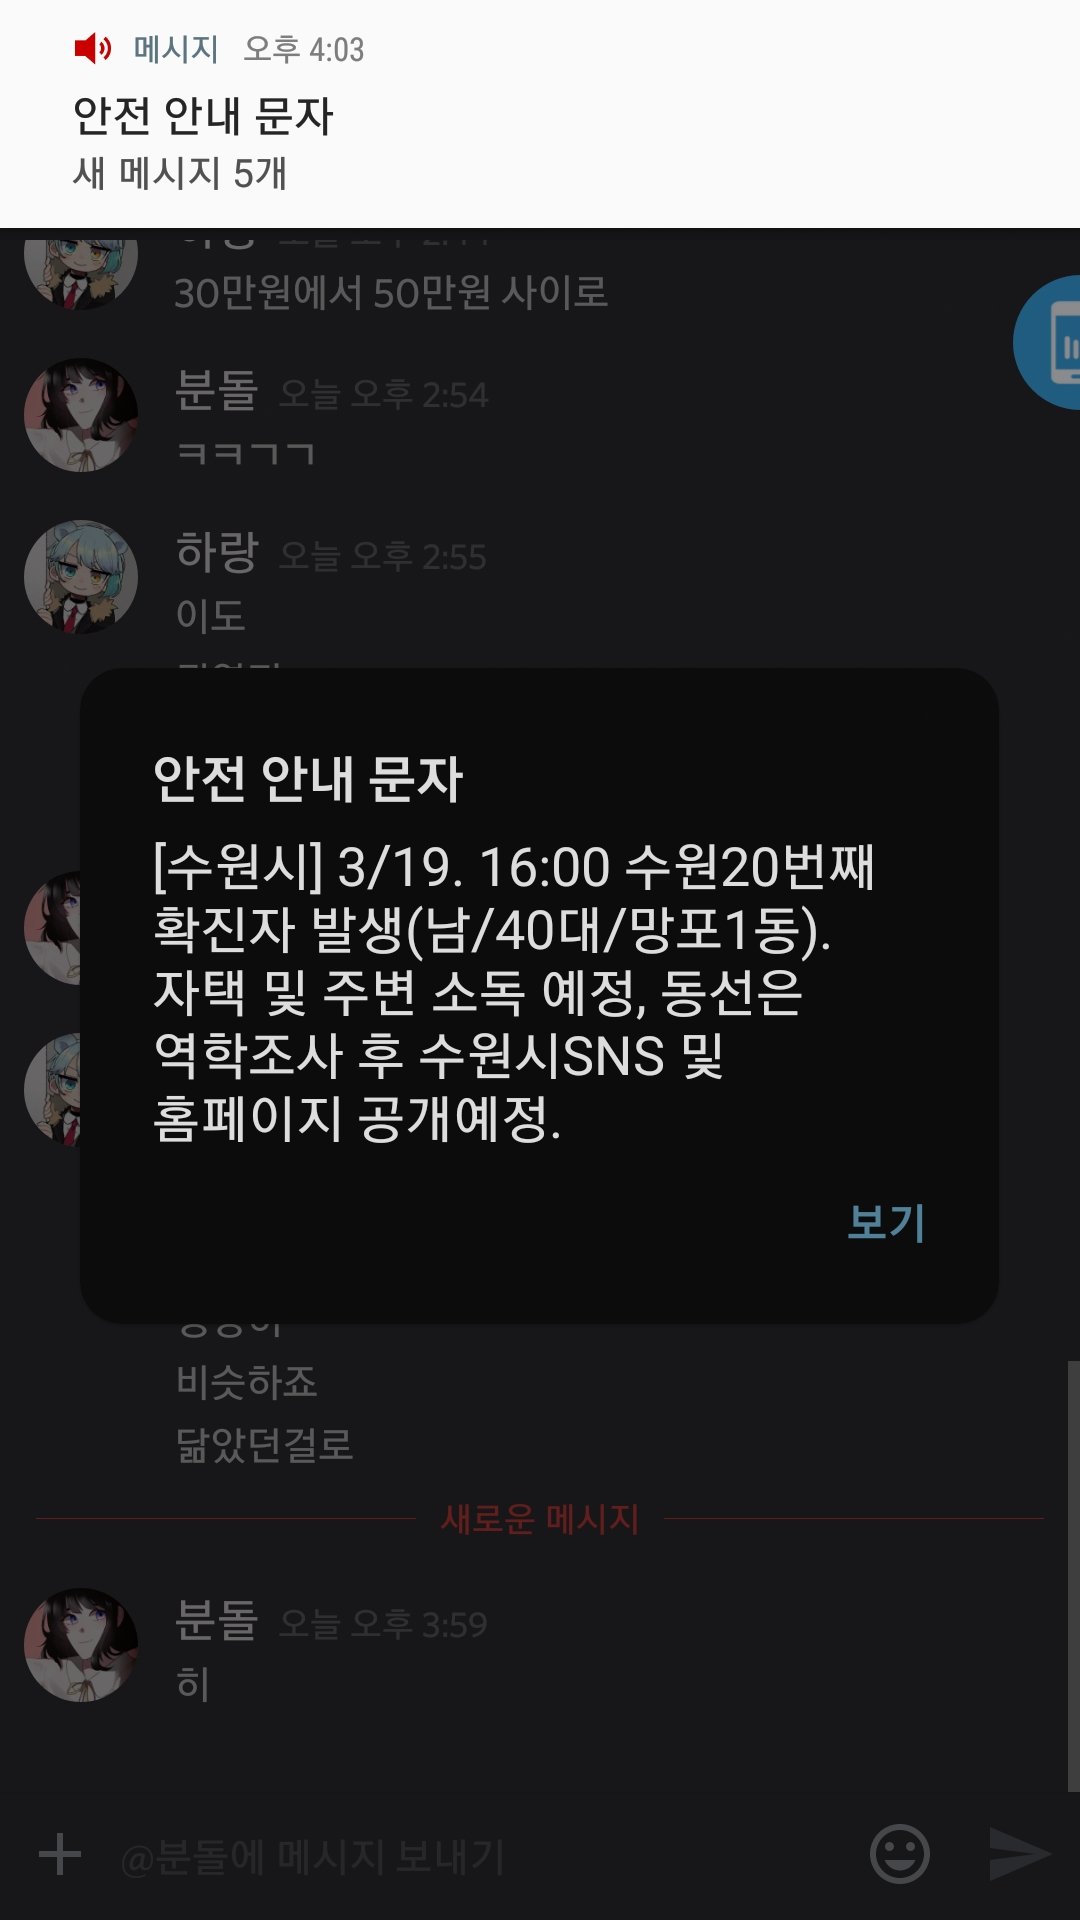 메시지 오후 4:03
안전 안내 문자
새 메시지 5개
30만원에서 50만원 사이로
분돌 오늘 오후 2:54
ㅋㅋㄱㄱ
하랑 오늘 오후 2:55
이도
안전 안내 문자
[수원시] 3/19. 16:00 수원20번째
확진자 발생(남/40대/망포1동).
자택 및 주변 소독 예정, 동선은
역학조사 후 수원시SNS 및
홈페이지 공개예정.
보기
비슷하죠
닮았던걸로
새로운 메시지
분돌 오늘 오후 3:59
히
@분돌에 메시지 보내기